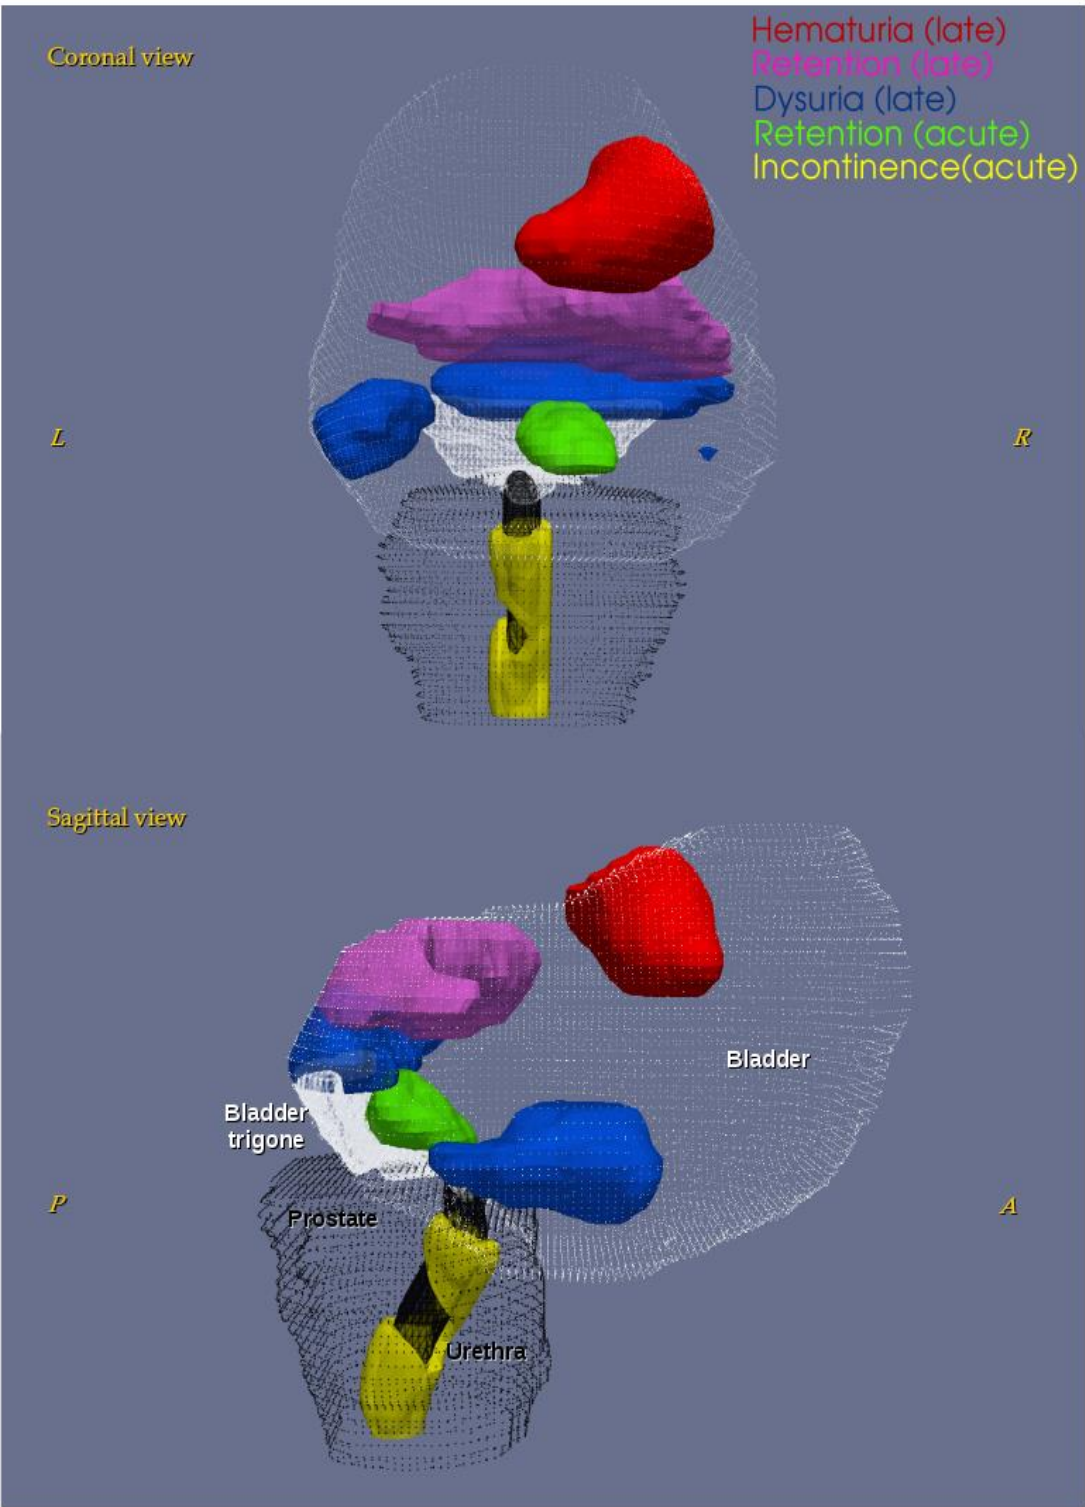 Coronal view
Hematuria (late)
Retention (late)
Dysuria (late)
Retention (acute)
Incontinence(acute)
L
R
Sagittal view
Bladder
Bladder
trigone
P
A
Prostate
Urethra